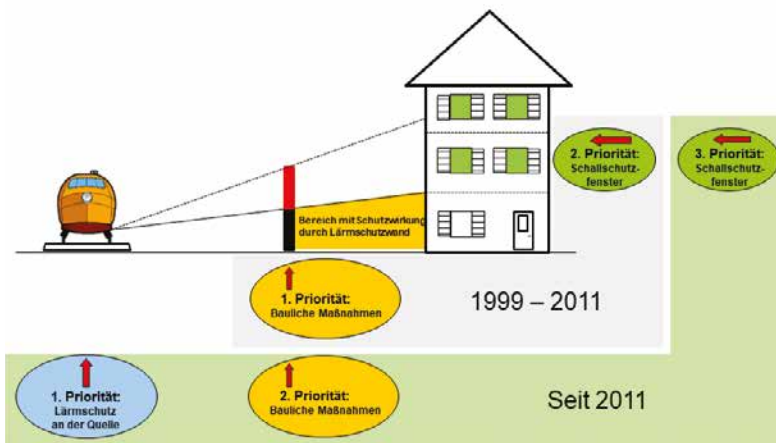 Bereich mit Schutzwirkung
durch Lärmschutzwand
2. Priorität:
Schallschutz-
fenster
3. Priorität:
Schallschutz-
fenster
1. Priorität:
Bauliche Maßnahmen
1999 – 2011
1. Priorität:
Lärmschutz
an der Quelle
2. Priorität:
Bauliche Maßnahmen
Seit 2011